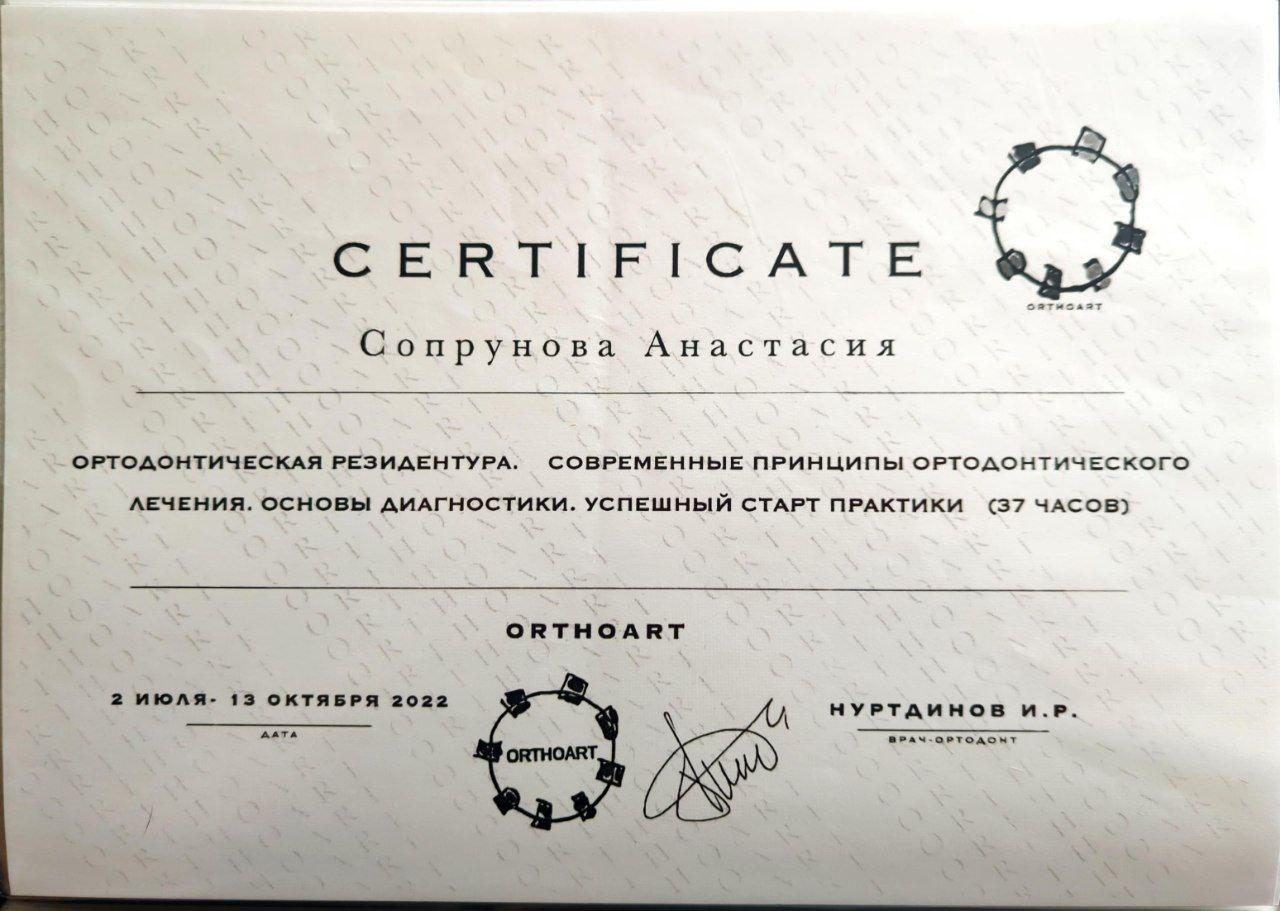 CERTIFICATE
ORTHOART
Сопрунова Анастасия
ОРТОДОНТИЧЕСКАЯ РЕЗИДЕНТУРА. СОВРЕМЕННЫЕ ПРИНЦИПЫ ОРТОДОНТИЧЕСКОГО
ЛЕЧЕНИЯ. ОСНОВЫ ДИАГНОСТИКИ. УСПЕШНЫЙ СТАРТ ПРАКТИКИ (37 ЧАСОВ)
ORTHOART
2 ИЮЛЯ- 13 ОКТЯБРЯ 2022
ДАТА
ORTHOART
НУРТДИНОВ И.Р.
ВРАЧ-ОРТОДОНТ